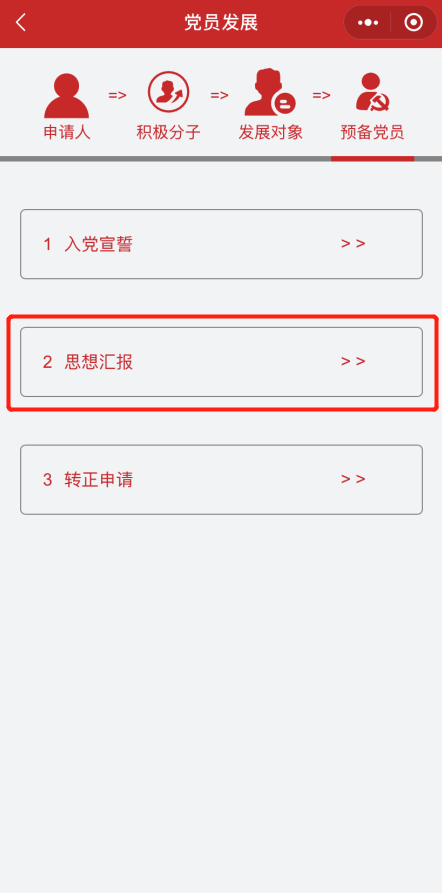 党员发展
申请人 => 积极分子 => 发展对象 => 预备党员
1 入党宣誓 >>
2 思想汇报 >>
3 转正申请 >>